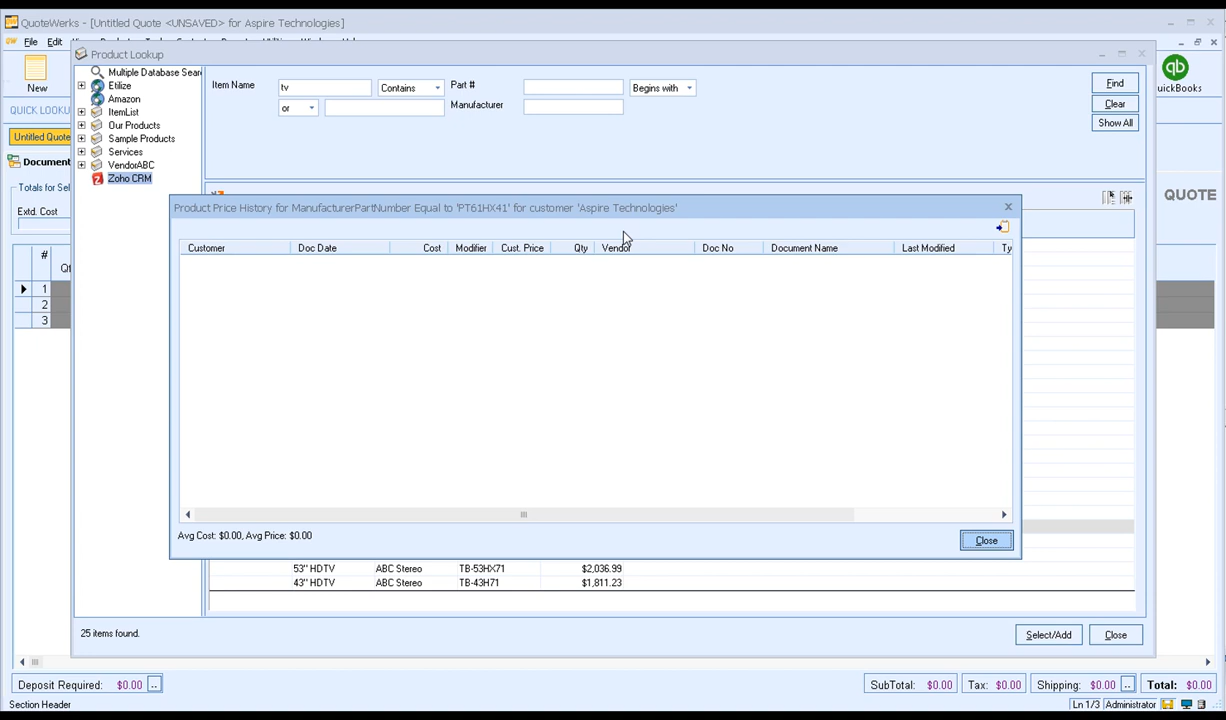 QuoteWerks - [Untitled Quote <UNSAVED> for Aspire Technologies]
File Edit
Product Lookup
New
QUICK LOOKU
Untitled Quote
Document
Totals for Sel
Extd. Cost
#
1
2
3
Multiple Database Sear
Etilize
Amazon
ItemList
Our Products
Sample Products
Services
VendorABC
Zoho CRM
Item Name tv Contains Part # Begins with
or Manufacturer
Find
Clear
Show All
qb
uickBooks
QUOTE
Product Price History for ManufacturerPartNumber Equal to 'PT61HX41' for customer 'Aspire Technologies'
Customer Doc Date Cost Modifier Cust. Price Qty Vendor Doc No Document Name Last Modified Ty
Avg Cost: $0.00, Avg Price: $0.00
Close
53" HDTV ABC Stereo TB-53HX71 $2,036.99
43" HDTV ABC Stereo TB-43H71 $1,811.23
25 items found.
Select/Add Close
Deposit Required: $0.00 .. SubTotal: $0.00 Tax: $0.00 Shipping: $0.00 .. Total: $0.00
Section Header Ln 1/3 Administrator